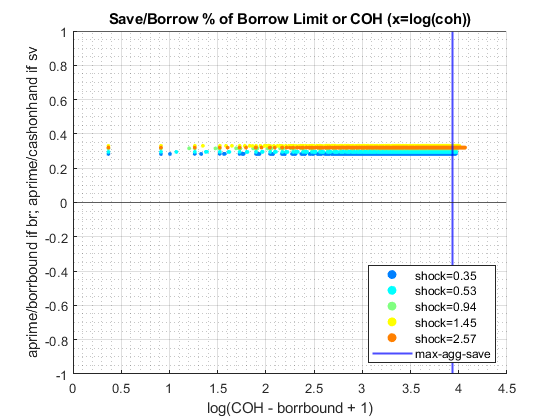 Save/Borrow % of Borrow Limit or COH (x=log(coh))
aprime/borrbound if br; aprime/cashonhand if sv
1
0.8
0.6
0.4
0.2
0
-0.2
-0.4
-0.6
-0.8
-1
shock=0.35
shock=0.53
shock=0.94
shock=1.45
shock=2.57
max-agg-save
0 0.5 1 1.5 2 2.5 3 3.5 4 4.5
log(COH - borrbound + 1)